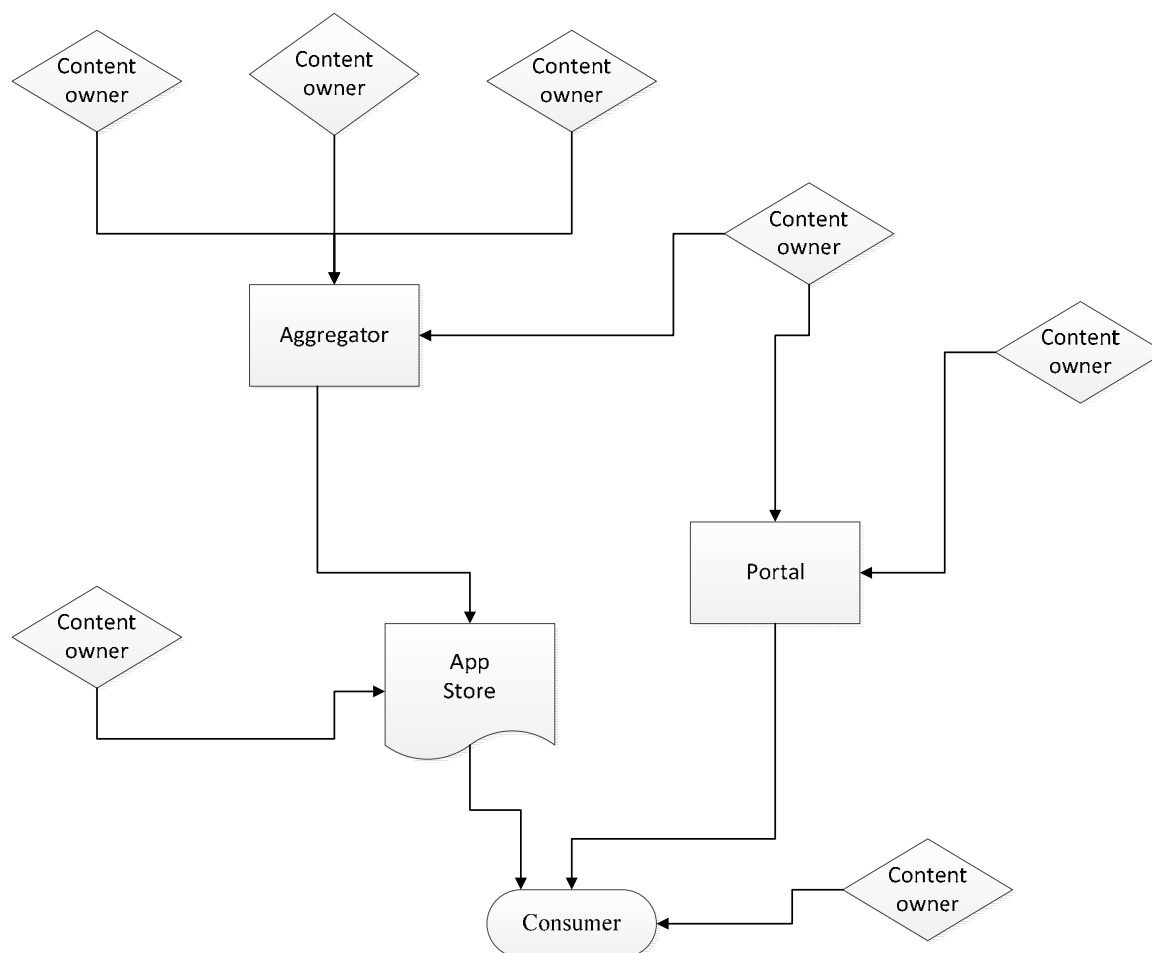 Content
owner
Content
owner
Content
owner
Content
owner
Content
owner
Aggregator
Portal
Content
owner
App
Store
Content
owner
Consumer